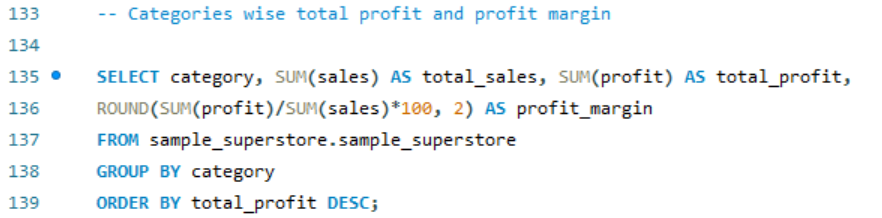 133 -- Categories wise total profit and profit margin
134
135 SELECT category, SUM(sales) AS total_sales, SUM(profit) AS total_profit,
136 ROUND(SUM(profit)/SUM(sales)*100, 2) AS profit_margin
137 FROM sample_superstore.sample_superstore
138 GROUP BY category
139 ORDER BY total_profit DESC;